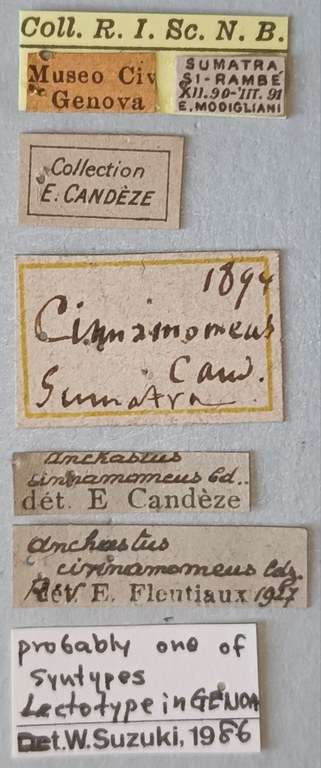 Coll. R. I. Sc. N. B.
Museo Civ
Genova
SUMATRA
SI-RAMBÉ
XII.90-III.91
E. MODIGLIANI
Collection
E. CANDÈZE
1894
Cinnamomeus
Cand.
Sumatra
Anchastus
cinnamomeus Cd..
dét. E Candèze
Anchastus
cinnamomeus Cdz.
dét. E. Fleutiaux 1927
probably one of
Syntypes
Lectotype in GENOA
Det. W. Suzuki, 1986